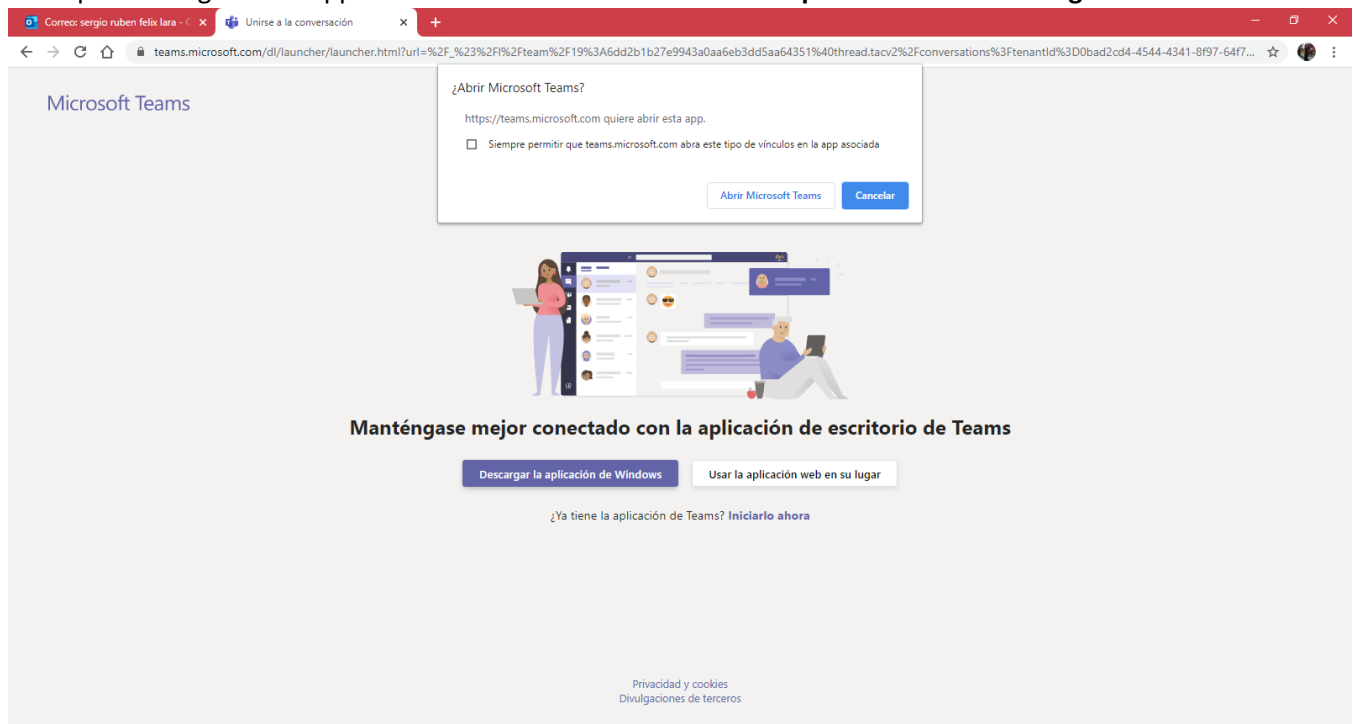 Correo: sergio ruben felix lara - O
Unirse a la conversación
teams.microsoft.com/dl/launcher/launcher.html?url=%2F_%23%2Fl%2Fteam%2F19%3A6dd2b1b27e9943a0aa6eb3dd5aa64351%40thread.tacv2%2Fconversations%3FtenantId%3D0bad2cd4-4544-4341-8f97-64f7...
Microsoft Teams
¿Abrir Microsoft Teams?
https://teams.microsoft.com quiere abrir esta app.
Siempre permitir que teams.microsoft.com abra este tipo de vínculos en la app asociada
Abrir Microsoft Teams Cancelar
Manténgase mejor conectado con la aplicación de escritorio de Teams
Descargar la aplicación de Windows Usar la aplicación web en su lugar
¿Ya tiene la aplicación de Teams? Iniciarlo ahora
Privacidad y cookies
Divulgaciones de terceros